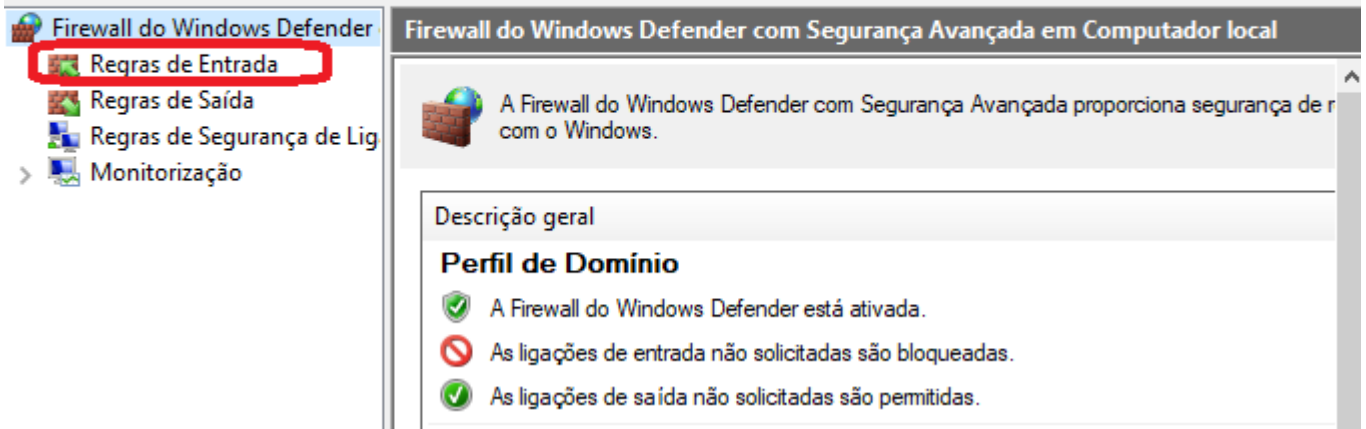 Firewall do Windows Defender
Regras de Entrada
Regras de Saída
Regras de Segurança de Lig
Monitorização
Firewall do Windows Defender com Segurança Avançada em Computador local
A Firewall do Windows Defender com Segurança Avançada proporciona segurança de r
com o Windows.
Descrição geral
Perfil de Domínio
A Firewall do Windows Defender está ativada.
As ligações de entrada não solicitadas são bloqueadas.
As ligações de saída não solicitadas são permitidas.